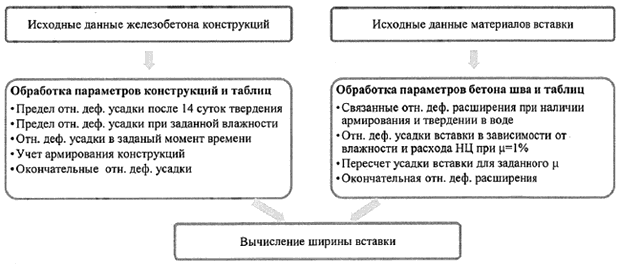 Исходные данные железобетона конструкций
Исходные данные материалов вставки
Обработка параметров конструкций и таблиц
•Предел отн. деф. усадки после 14 суток твердения
•Предел отн. деф. усадки при заданной влажности
•Отн. деф. усадки в заданый момент времени
•Учет армирования конструкций
•Окончательные отн. деф. усадки
Обработка параметров бетона шва и таблиц
•Связанные отн. деф. расширения при наличии
армирования и твердении в воде
•Отн. деф. усадки вставки в зависимости от
влажности и расхода НЦ при μ=1%
•Пересчет усадки вставки для заданного μ
•Окончательная отн. деф. расширения
Вычисление ширины вставки